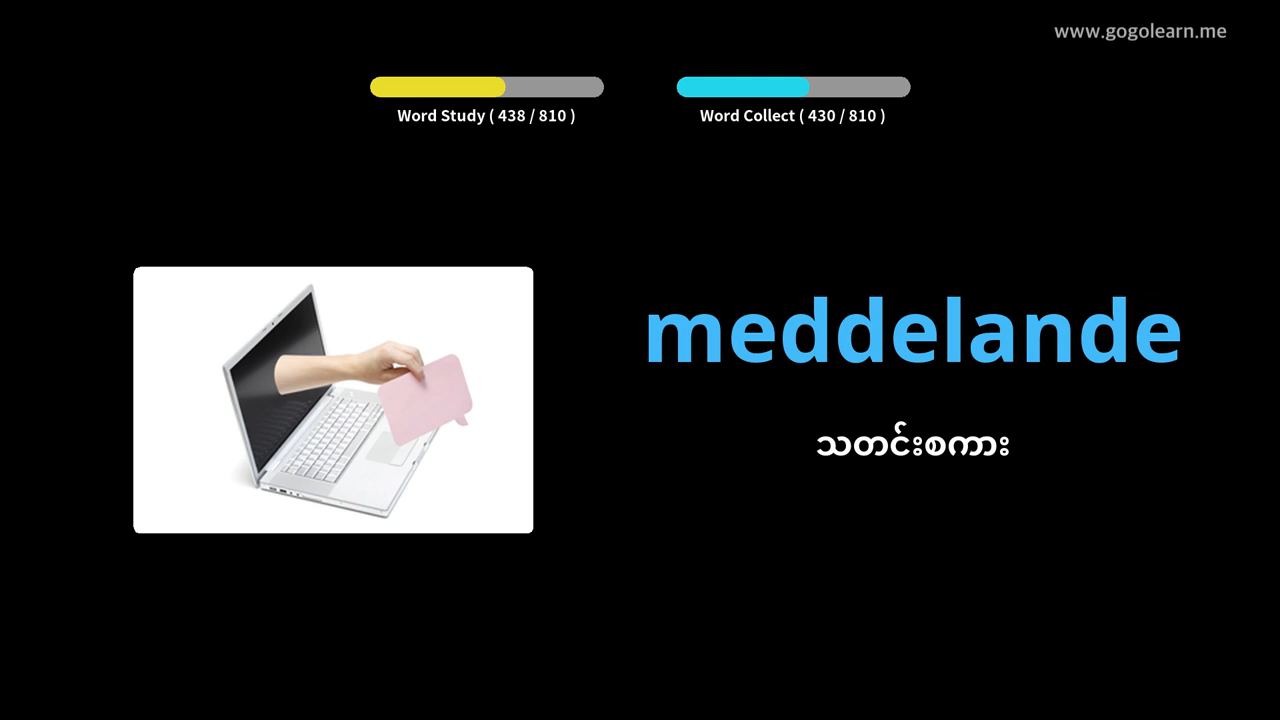 www.gogolearn.me
Word Study ( 438 / 810 )
Word Collect ( 430 / 810 )
meddelande
သတင်းစကား